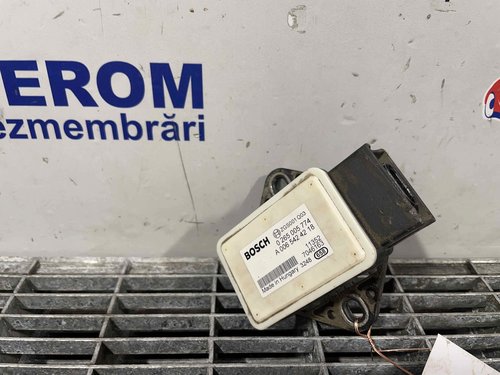 EROM
ezmembrări
BOSCH
0 265 005 774
A 006 542 42 18
Made in Hungary